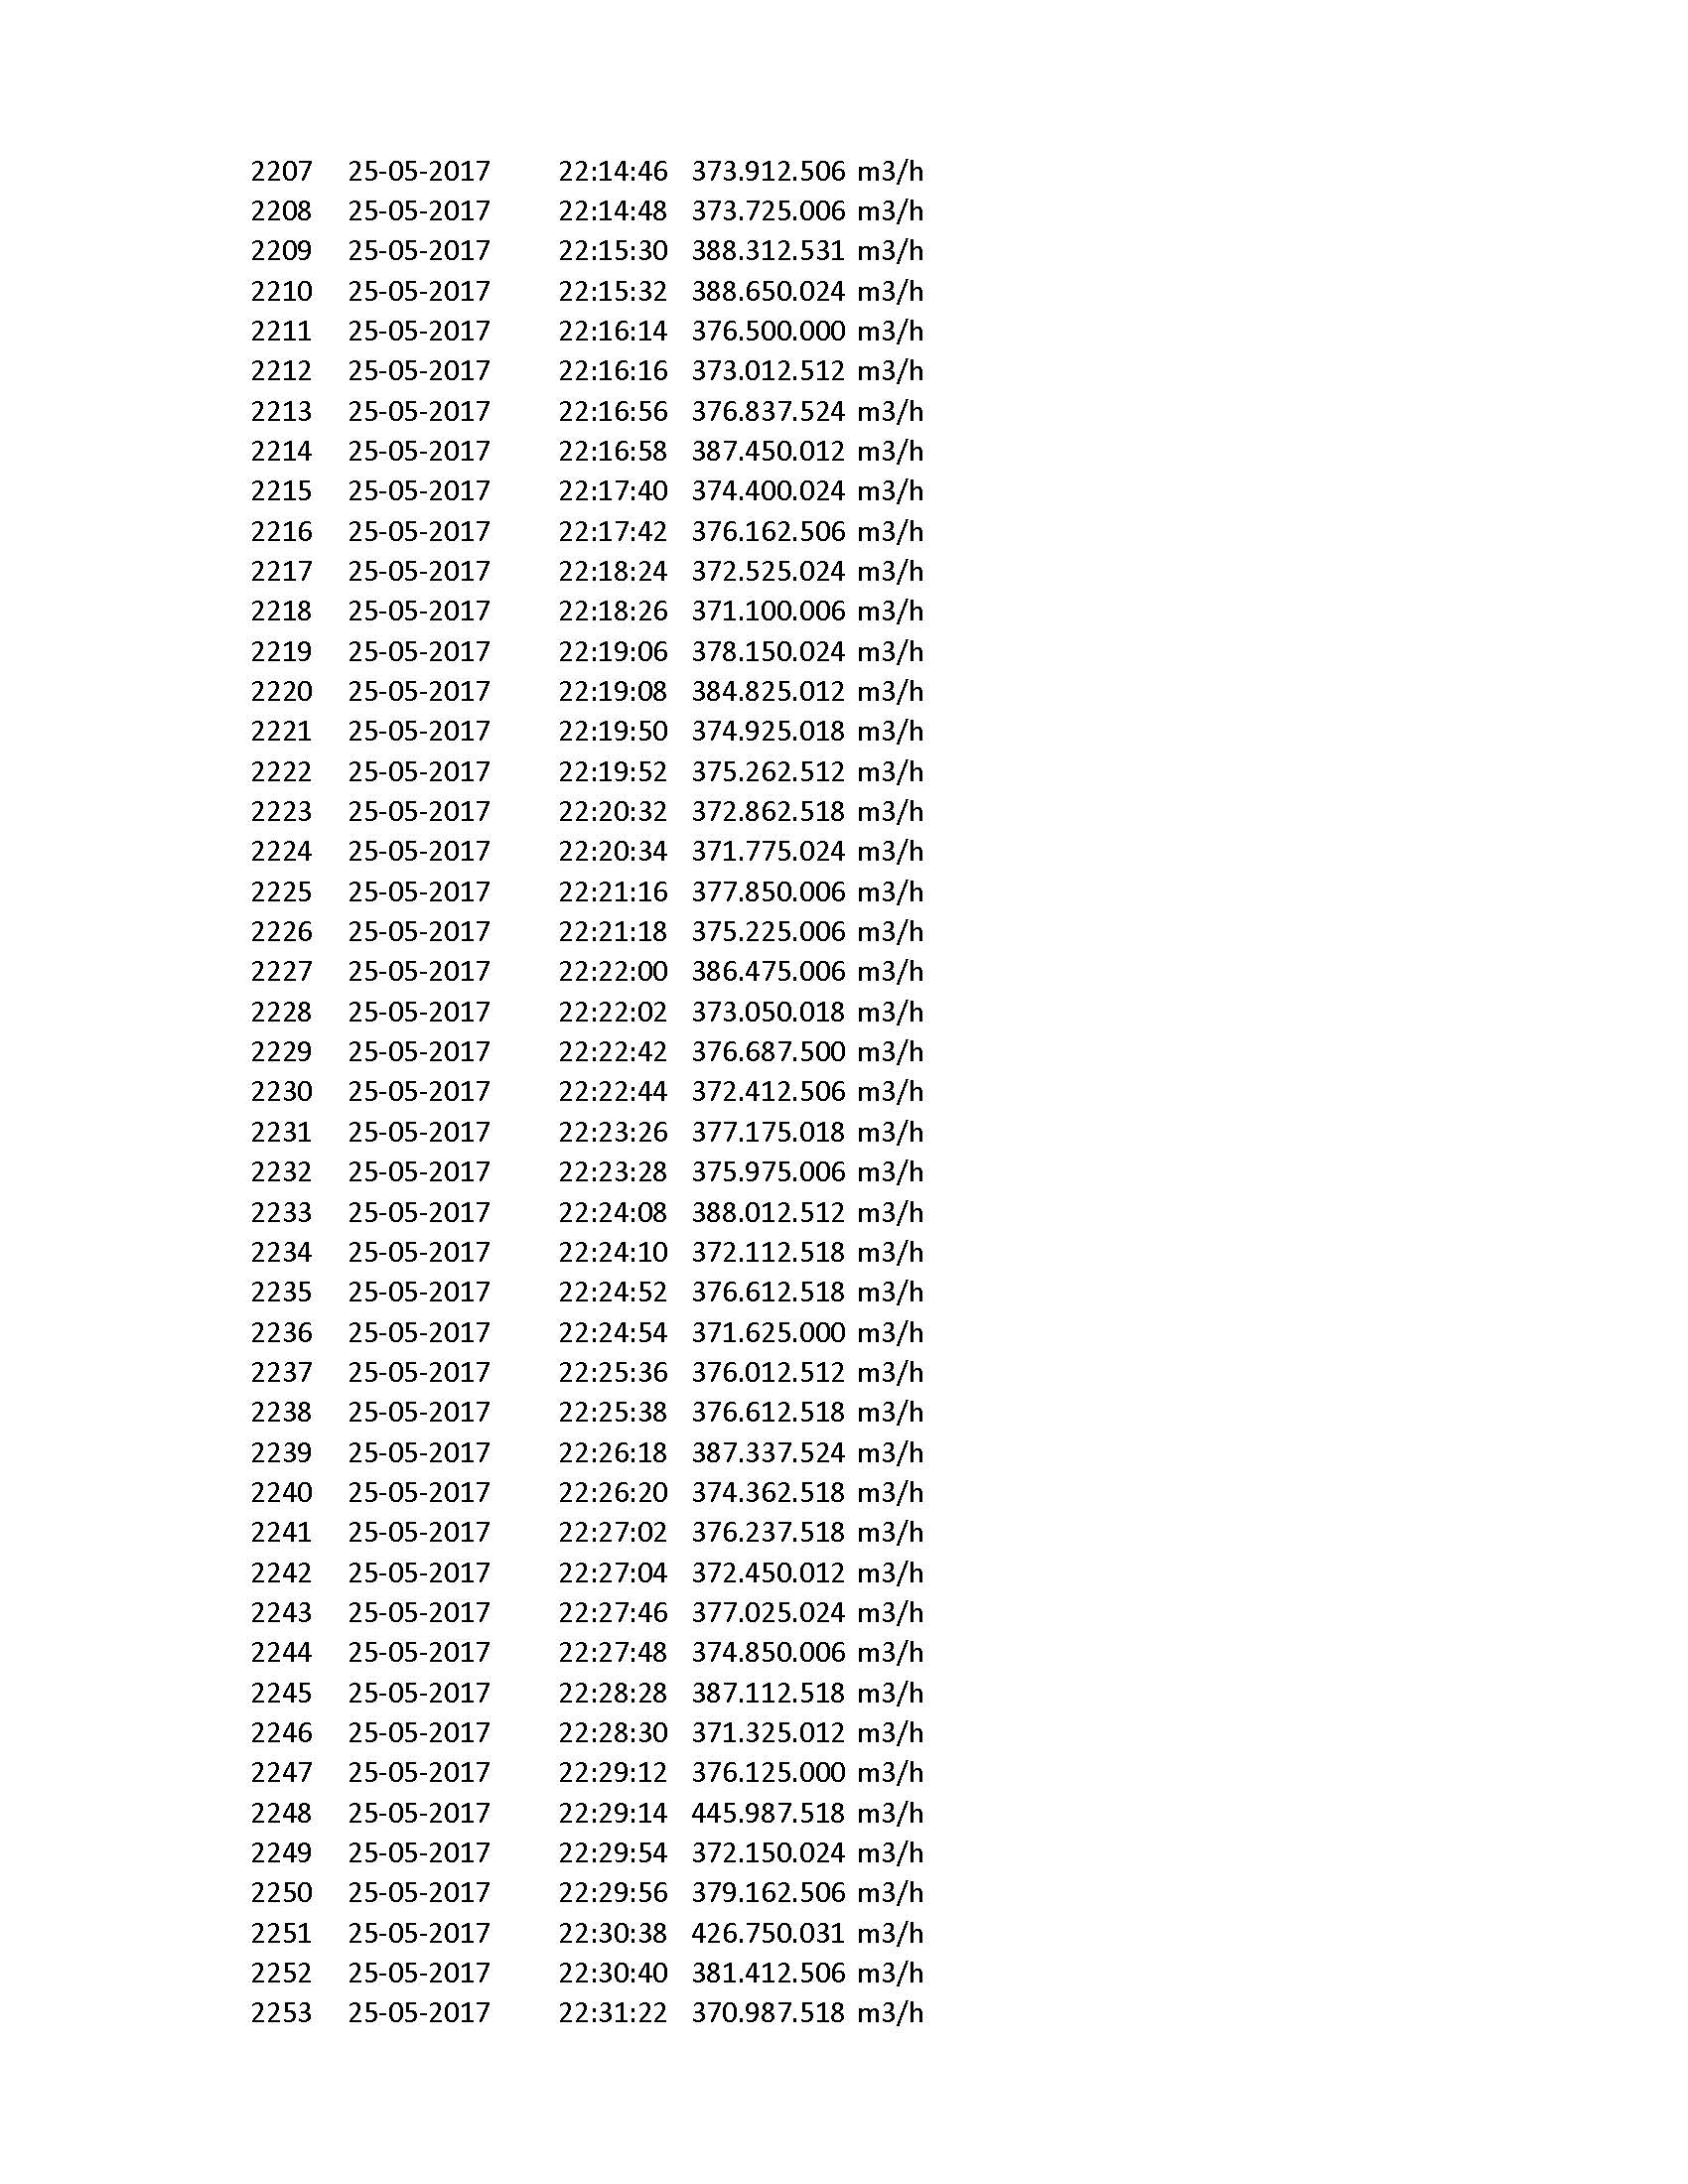 2207 25-05-2017 22:14:46 373.912.506 m3/h
2208 25-05-2017 22:14:48 373.725.006 m3/h
2209 25-05-2017 22:15:30 388.312.531 m3/h
2210 25-05-2017 22:15:32 388.650.024 m3/h
2211 25-05-2017 22:16:14 376.500.000 m3/h
2212 25-05-2017 22:16:16 373.012.512 m3/h
2213 25-05-2017 22:16:56 376.837.524 m3/h
2214 25-05-2017 22:16:58 387.450.012 m3/h
2215 25-05-2017 22:17:40 374.400.024 m3/h
2216 25-05-2017 22:17:42 376.162.506 m3/h
2217 25-05-2017 22:18:24 372.525.024 m3/h
2218 25-05-2017 22:18:26 371.100.006 m3/h
2219 25-05-2017 22:19:06 378.150.024 m3/h
2220 25-05-2017 22:19:08 384.825.012 m3/h
2221 25-05-2017 22:19:50 374.925.018 m3/h
2222 25-05-2017 22:19:52 375.262.512 m3/h
2223 25-05-2017 22:20:32 372.862.518 m3/h
2224 25-05-2017 22:20:34 371.775.024 m3/h
2225 25-05-2017 22:21:16 377.850.006 m3/h
2226 25-05-2017 22:21:18 375.225.006 m3/h
2227 25-05-2017 22:22:00 386.475.006 m3/h
2228 25-05-2017 22:22:02 373.050.018 m3/h
2229 25-05-2017 22:22:42 376.687.500 m3/h
2230 25-05-2017 22:22:44 372.412.506 m3/h
2231 25-05-2017 22:23:26 377.175.018 m3/h
2232 25-05-2017 22:23:28 375.975.006 m3/h
2233 25-05-2017 22:24:08 388.012.512 m3/h
2234 25-05-2017 22:24:10 372.112.518 m3/h
2235 25-05-2017 22:24:52 376.612.518 m3/h
2236 25-05-2017 22:24:54 371.625.000 m3/h
2237 25-05-2017 22:25:36 376.012.512 m3/h
2238 25-05-2017 22:25:38 376.612.518 m3/h
2239 25-05-2017 22:26:18 387.337.524 m3/h
2240 25-05-2017 22:26:20 374.362.518 m3/h
2241 25-05-2017 22:27:02 376.237.518 m3/h
2242 25-05-2017 22:27:04 372.450.012 m3/h
2243 25-05-2017 22:27:46 377.025.024 m3/h
2244 25-05-2017 22:27:48 374.850.006 m3/h
2245 25-05-2017 22:28:28 387.112.518 m3/h
2246 25-05-2017 22:28:30 371.325.012 m3/h
2247 25-05-2017 22:29:12 376.125.000 m3/h
2248 25-05-2017 22:29:14 445.987.518 m3/h
2249 25-05-2017 22:29:54 372.150.024 m3/h
2250 25-05-2017 22:29:56 379.162.506 m3/h
2251 25-05-2017 22:30:38 426.750.031 m3/h
2252 25-05-2017 22:30:40 381.412.506 m3/h
2253 25-05-2017 22:31:22 370.987.518 m3/h